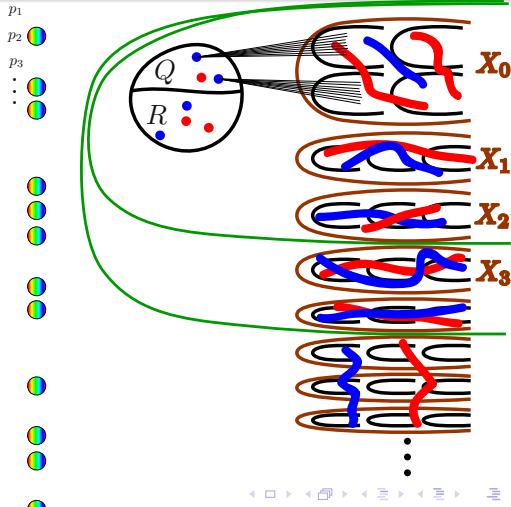 p₁
p₂
p₃
⋮
Q
R
X₀
X₁
X₂
X₃
⋮